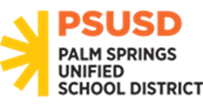 PSUSD
PALM SPRINGS
UNIFIED
SCHOOL DISTRICT